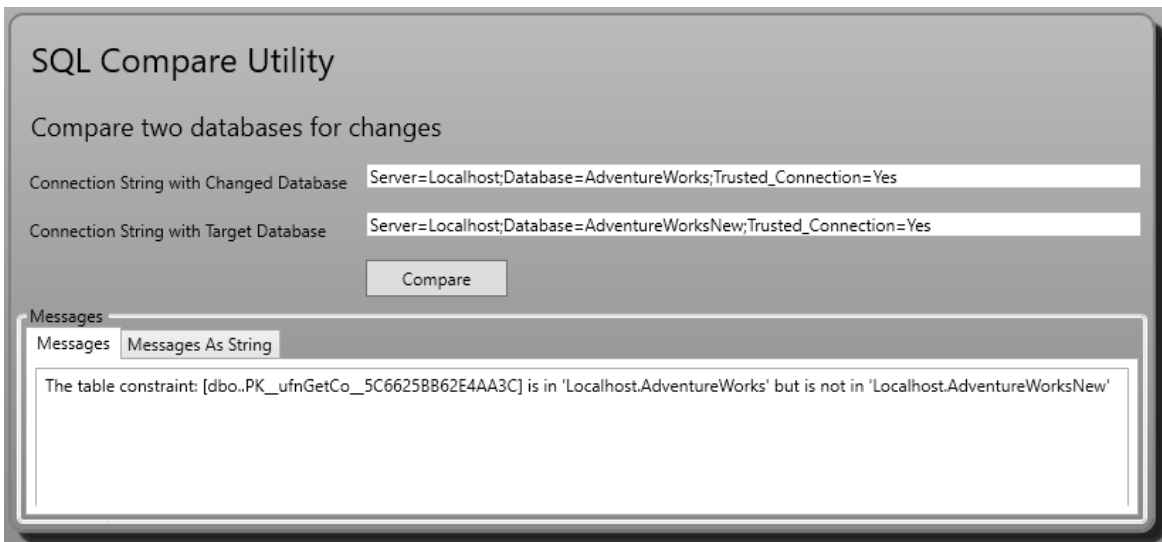 SQL Compare Utility
Compare two databases for changes
Connection String with Changed Database Server=Localhost;Database=AdventureWorks;Trusted_Connection=Yes
Connection String with Target Database Server=Localhost;Database=AdventureWorksNew;Trusted_Connection=Yes
Compare
Messages
Messages Messages As String
The table constraint: [dbo..PK__ufnGetCo__5C6625BB62E4AA3C] is in 'Localhost.AdventureWorks' but is not in 'Localhost.AdventureWorksNew'